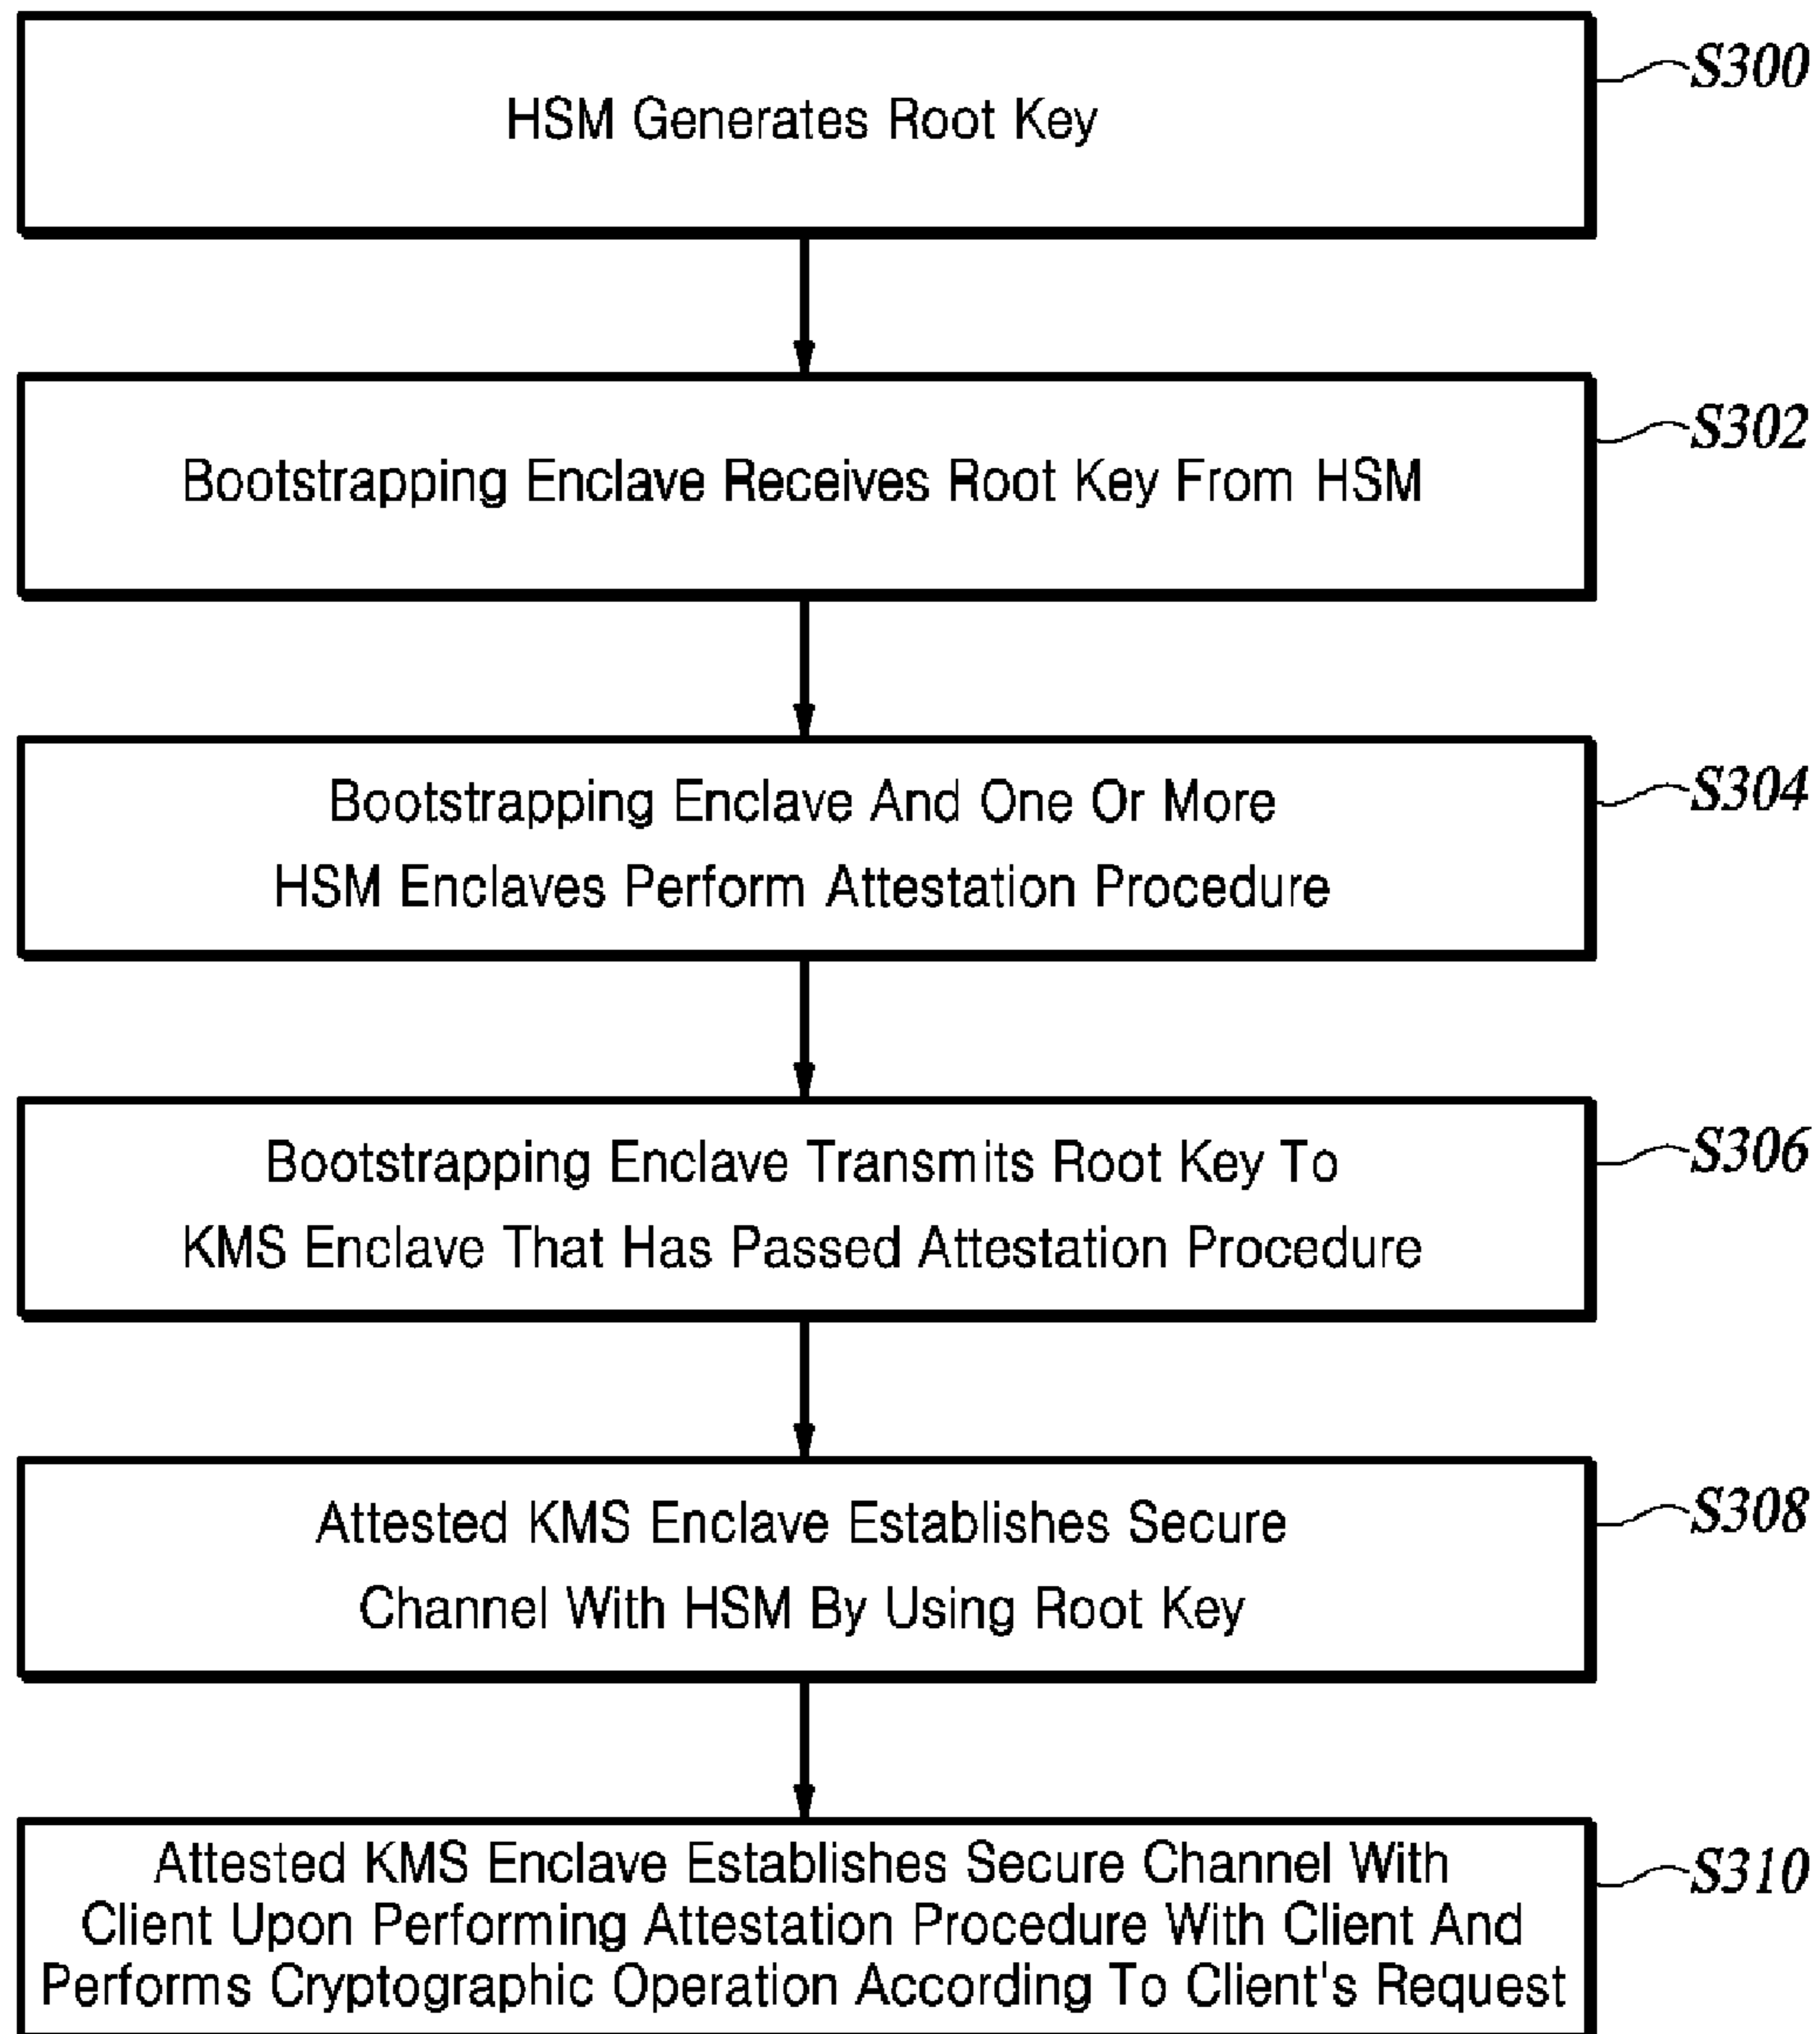 HSM Generates Root Key
S300
Bootstrapping Enclave Receives Root Key From HSM
S302
Bootstrapping Enclave And One Or More
HSM Enclaves Perform Attestation Procedure
S304
Bootstrapping Enclave Transmits Root Key To
KMS Enclave That Has Passed Attestation Procedure
S306
Attested KMS Enclave Establishes Secure
Channel With HSM By Using Root Key
S308
Attested KMS Enclave Establishes Secure Channel With
Client Upon Performing Attestation Procedure With Client And
Performs Cryptographic Operation According To Client's Request
S310